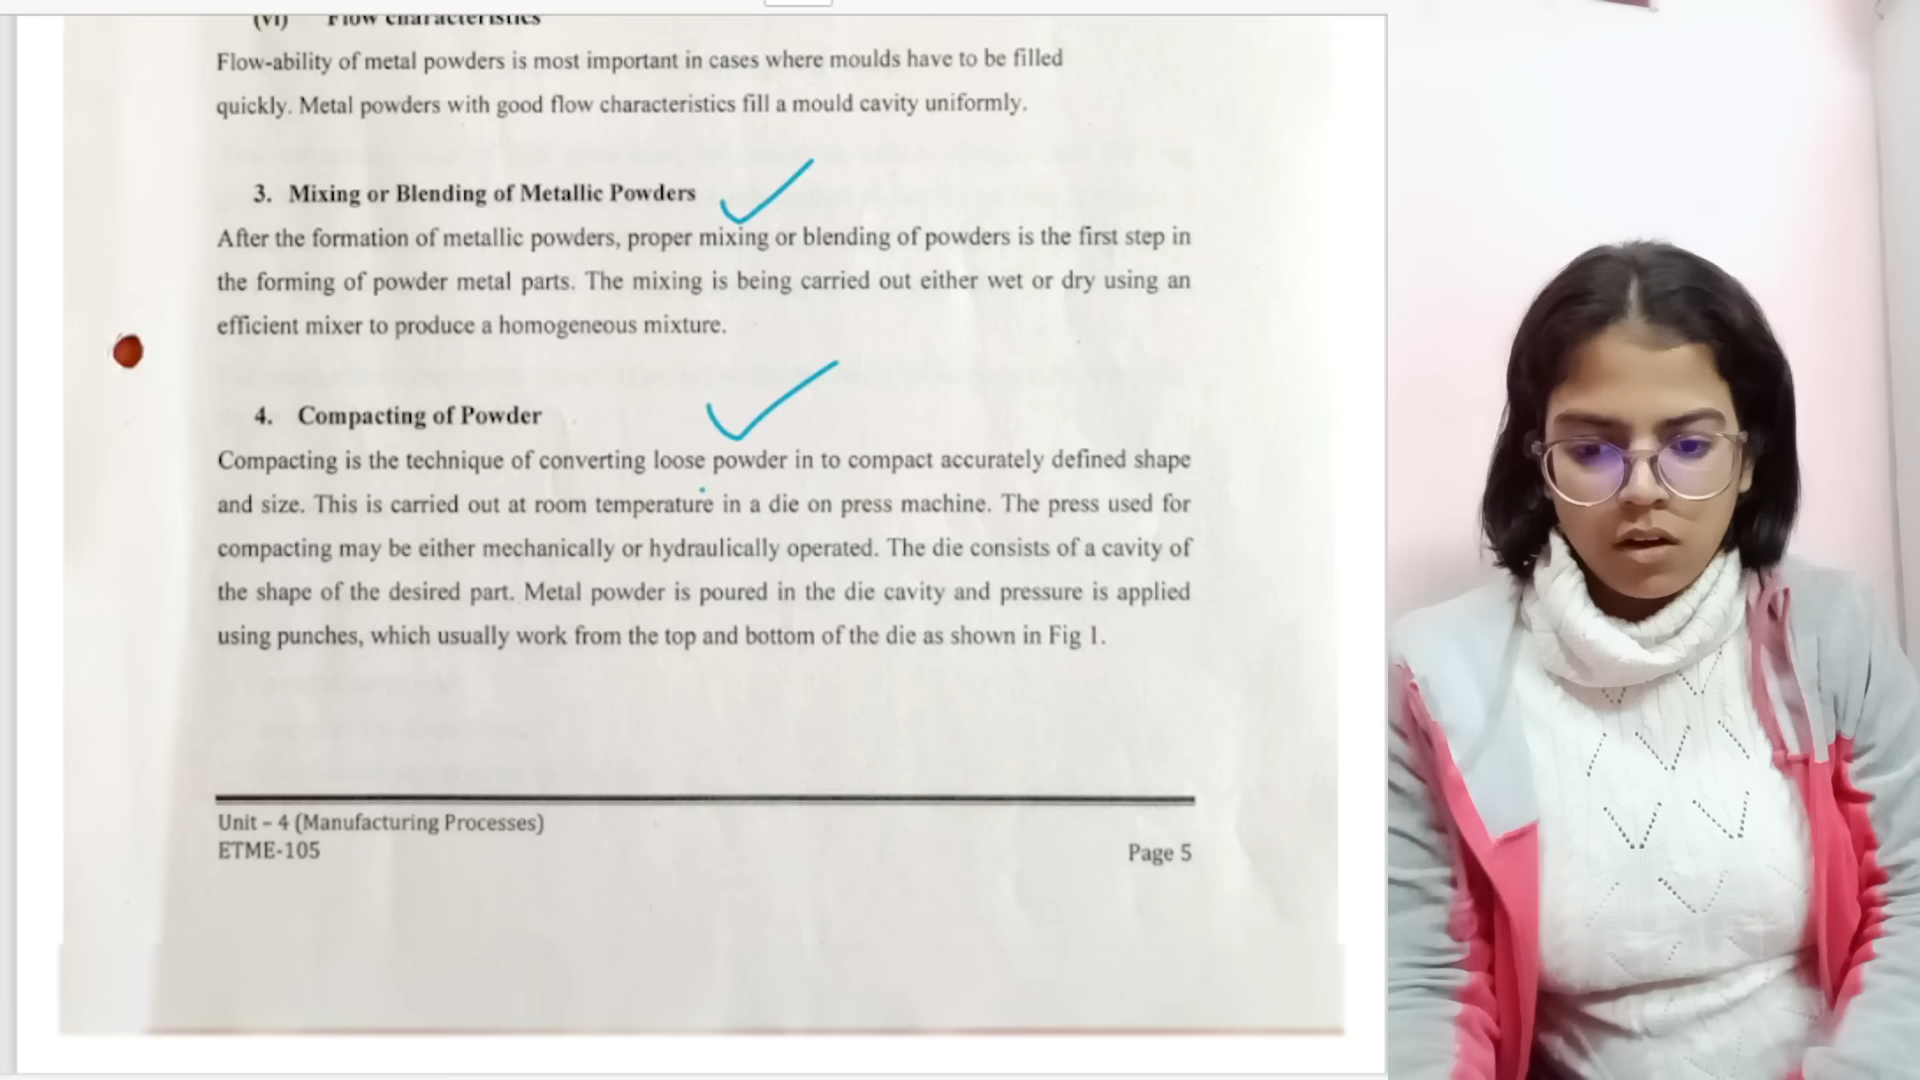 (vi) Flow characteristics
Flow-ability of metal powders is most important in cases where moulds have to be filled
quickly. Metal powders with good flow characteristics fill a mould cavity uniformly.
3. Mixing or Blending of Metallic Powders
After the formation of metallic powders, proper mixing or blending of powders is the first step in
the forming of powder metal parts. The mixing is being carried out either wet or dry using an
efficient mixer to produce a homogeneous mixture.
4. Compacting of Powder
Compacting is the technique of converting loose powder in to compact accurately defined shape
and size. This is carried out at room temperature in a die on press machine. The press used for
compacting may be either mechanically or hydraulically operated. The die consists of a cavity of
the shape of the desired part. Metal powder is poured in the die cavity and pressure is applied
using punches, which usually work from the top and bottom of the die as shown in Fig 1.
Unit – 4 (Manufacturing Processes)
ETME-105
Page 5